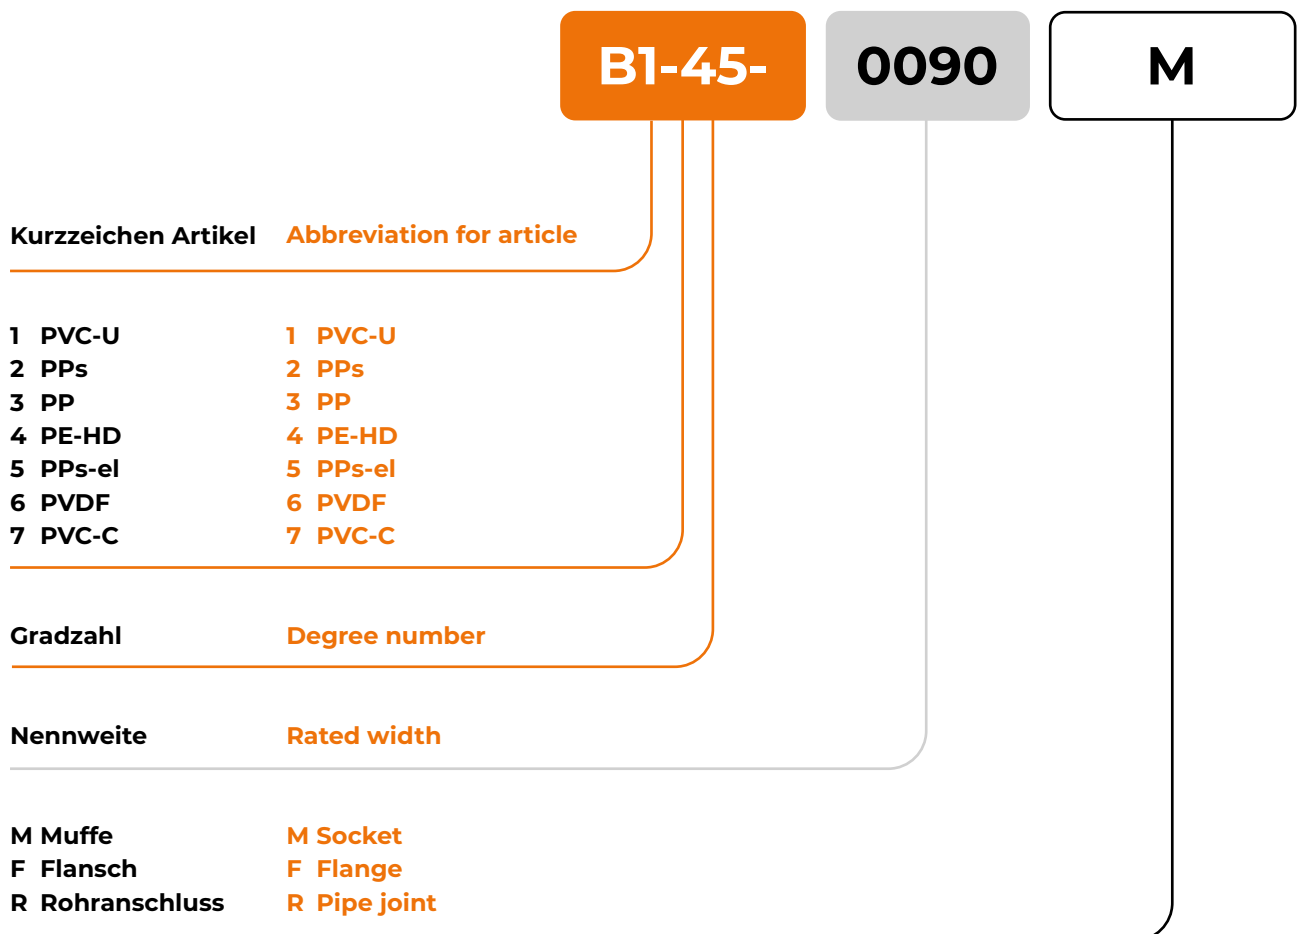 B1-45- 0090 M
Kurzzeichen Artikel Abbreviation for article
1 PVC-U 1 PVC-U
2 PPs 2 PPs
3 PP 3 PP
4 PE-HD 4 PE-HD
5 PPs-el 5 PPs-el
6 PVDF 6 PVDF
7 PVC-C 7 PVC-C
Gradzahl Degree number
Nennweite Rated width
M Muffe M Socket
F Flansch F Flange
R Rohranschluss R Pipe joint